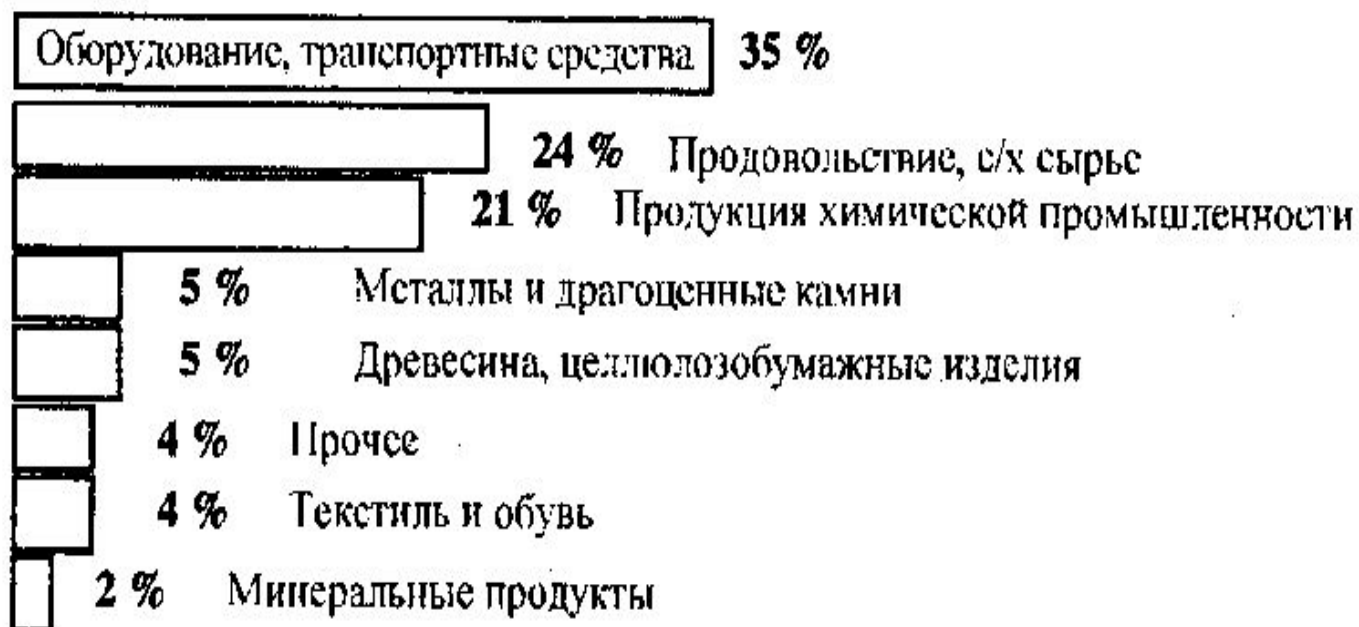 Оборудование, транспортные средства 35 %
24 % Продовольствие, с/х сырье
21 % Продукция химической промышленности
5 % Металлы и драгоценные камни
5 % Древесина, целлюлозобумажные изделия
4 % Прочее
4 % Текстиль и обувь
2 % Минеральные продукты